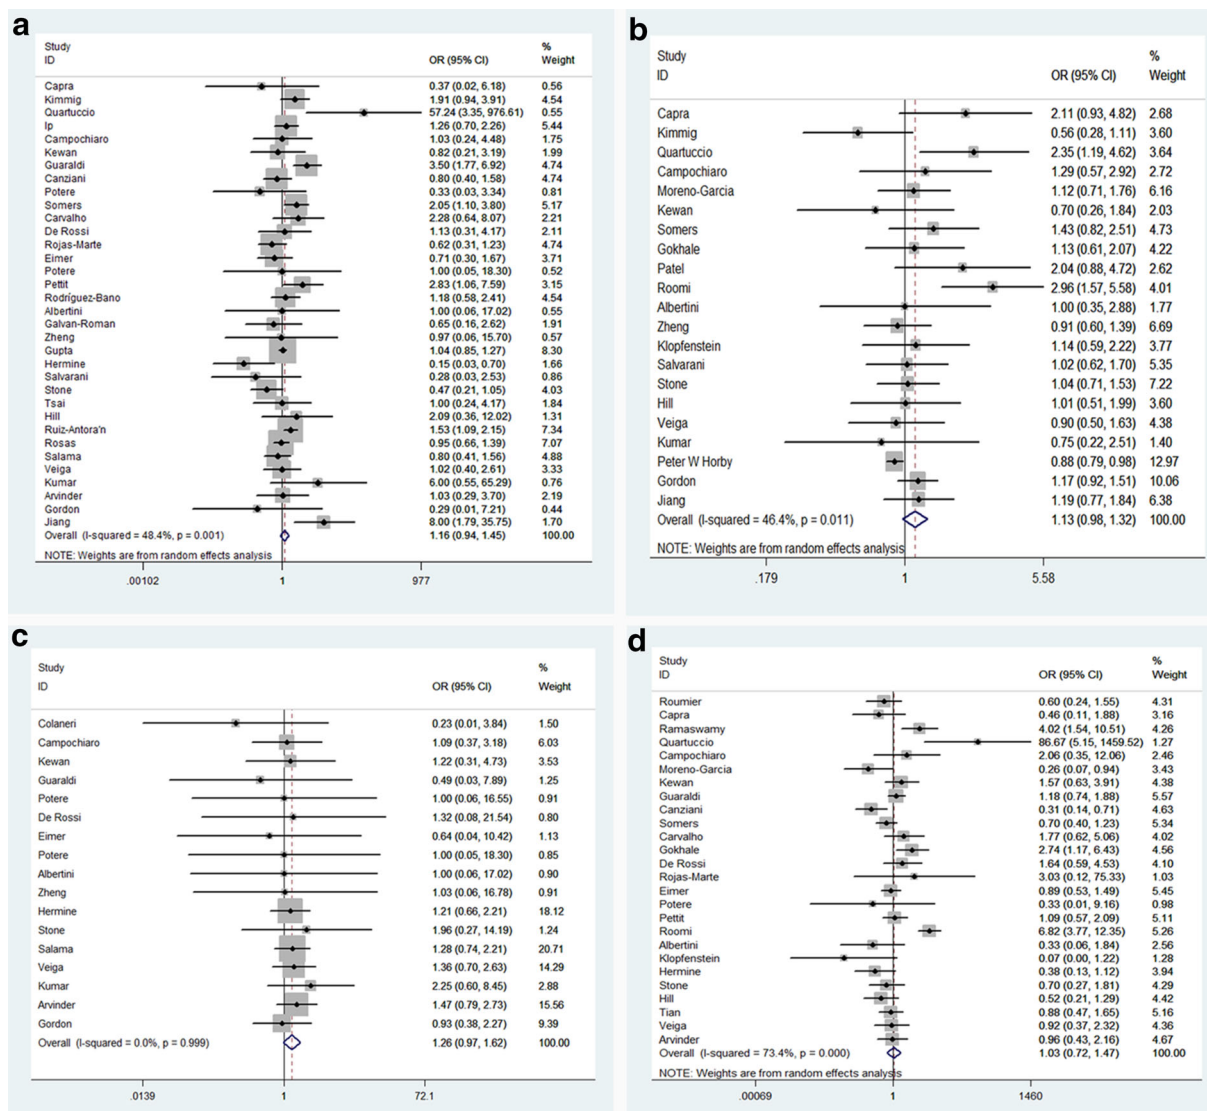 a
Study
ID OR (95% CI) % Weight
Capra 0.37 (0.02, 6.18) 0.56
Kimmig 1.91 (0.94, 3.91) 4.54
Quartuccio 57.24 (3.35, 976.61) 0.55
Ip 1.26 (0.70, 2.26) 5.44
Campochiaro 1.03 (0.24, 4.48) 1.75
Kewan 0.82 (0.21, 3.19) 1.99
Guaraldi 3.50 (1.77, 6.92) 4.74
Canziani 0.80 (0.40, 1.58) 4.74
Potere 0.33 (0.03, 3.34) 0.81
Somers 2.05 (1.10, 3.80) 5.17
Carvalho 2.28 (0.64, 8.07) 2.21
De Rossi 1.13 (0.31, 4.17) 2.11
Rojas-Marte 0.62 (0.31, 1.23) 4.74
Eimer 0.71 (0.30, 1.67) 3.71
Potere 1.00 (0.05, 18.30) 0.52
Pettit 2.83 (1.06, 7.59) 3.15
Rodríguez-Bano 1.18 (0.58, 2.41) 4.54
Albertini 1.00 (0.06, 17.02) 0.55
Galvan-Roman 0.65 (0.16, 2.62) 1.91
Zheng 0.97 (0.06, 15.70) 0.57
Gupta 1.04 (0.85, 1.27) 8.30
Hermine 0.15 (0.03, 0.70) 1.66
Salvarani 0.28 (0.03, 2.53) 0.86
Stone 0.47 (0.21, 1.05) 4.03
Tsai 1.00 (0.24, 4.17) 1.84
Hill 2.09 (0.36, 12.02) 1.31
Ruiz-Antora'n 1.53 (1.09, 2.15) 7.34
Rosas 0.95 (0.66, 1.39) 7.07
Salama 0.80 (0.41, 1.56) 4.88
Veiga 1.02 (0.40, 2.61) 3.33
Kumar 6.00 (0.55, 65.29) 0.76
Arvinder 1.03 (0.29, 3.70) 2.19
Gordon 0.29 (0.01, 7.21) 0.44
Jiang 8.00 (1.79, 35.75) 1.70
Overall (I-squared = 48.4%, p = 0.001) 1.16 (0.94, 1.45) 100.00
NOTE: Weights are from random effects analysis
.00102 1 977
b
Study %
ID OR (95% CI) Weight
Capra 2.11 (0.93, 4.82) 2.68
Kimmig 0.56 (0.28, 1.11) 3.60
Quartuccio 2.35 (1.19, 4.62) 3.64
Campochiaro 1.29 (0.57, 2.92) 2.72
Moreno-Garcia 1.12 (0.71, 1.76) 6.16
Kewan 0.70 (0.26, 1.84) 2.03
Somers 1.43 (0.82, 2.51) 4.73
Gokhale 1.13 (0.61, 2.07) 4.22
Patel 2.04 (0.88, 4.72) 2.62
Roomi 2.96 (1.57, 5.58) 4.01
Albertini 1.00 (0.35, 2.88) 1.77
Zheng 0.91 (0.60, 1.39) 6.69
Klopfenstein 1.14 (0.59, 2.22) 3.77
Salvarani 1.02 (0.62, 1.70) 5.35
Stone 1.04 (0.71, 1.53) 7.22
Hill 1.01 (0.51, 1.99) 3.60
Veiga 0.90 (0.50, 1.63) 4.38
Kumar 0.75 (0.22, 2.51) 1.40
Peter W Horby 0.88 (0.79, 0.98) 12.97
Gordon 1.17 (0.92, 1.51) 10.06
Jiang 1.19 (0.77, 1.84) 6.38
Overall (I-squared = 46.4%, p = 0.011) 1.13 (0.98, 1.32) 100.00
NOTE: Weights are from random effects analysis
.179 1 5.58
c
Study %
ID OR (95% CI) Weight
Colaneri 0.23 (0.01, 3.84) 1.50
Campochiaro 1.09 (0.37, 3.18) 6.03
Kewan 1.22 (0.31, 4.73) 3.53
Guaraldi 0.49 (0.03, 7.89) 1.25
Potere 1.00 (0.06, 16.55) 0.91
De Rossi 1.32 (0.08, 21.54) 0.80
Eimer 0.64 (0.04, 10.42) 1.13
Potere 1.00 (0.05, 18.30) 0.85
Albertini 1.00 (0.06, 17.02) 0.90
Zheng 1.03 (0.06, 16.78) 0.91
Hermine 1.21 (0.66, 2.21) 18.12
Stone 1.96 (0.27, 14.19) 1.24
Salama 1.28 (0.74, 2.21) 20.71
Veiga 1.36 (0.70, 2.63) 14.29
Kumar 2.25 (0.60, 8.45) 2.88
Arvinder 1.47 (0.79, 2.73) 15.56
Gordon 0.93 (0.38, 2.27) 9.39
Overall (I-squared = 0.0%, p = 0.999) 1.26 (0.97, 1.62) 100.00
.0139 1 72.1
d
Study %
ID OR (95% CI) Weight
Roumier 0.60 (0.24, 1.55) 4.31
Capra 0.46 (0.11, 1.88) 3.16
Ramaswamy 4.02 (1.54, 10.51) 4.26
Quartuccio 86.67 (5.15, 1459.52) 1.27
Campochiaro 2.06 (0.35, 12.06) 2.46
Moreno-Garcia 0.26 (0.07, 0.94) 3.43
Kewan 1.57 (0.63, 3.91) 4.38
Guaraldi 1.18 (0.74, 1.88) 5.57
Canziani 0.31 (0.14, 0.71) 4.63
Somers 0.70 (0.40, 1.23) 5.34
Carvalho 1.77 (0.62, 5.06) 4.02
Gokhale 2.74 (1.17, 6.43) 4.56
De Rossi 1.64 (0.59, 4.53) 4.10
Rojas-Marte 3.03 (0.12, 75.33) 1.03
Eimer 0.89 (0.53, 1.49) 5.45
Potere 0.33 (0.01, 9.16) 0.98
Pettit 1.09 (0.57, 2.09) 5.11
Roomi 6.82 (3.77, 12.35) 5.26
Albertini 0.33 (0.06, 1.84) 2.56
Klopfenstein 0.07 (0.00, 1.22) 1.28
Hermine 0.38 (0.13, 1.12) 3.94
Stone 0.70 (0.27, 1.81) 4.29
Hill 0.52 (0.21, 1.29) 4.42
Tian 0.88 (0.47, 1.65) 5.16
Veiga 0.92 (0.37, 2.32) 4.36
Arvinder 0.96 (0.43, 2.16) 4.67
Overall (I-squared = 73.4%, p = 0.000) 1.03 (0.72, 1.47) 100.00
NOTE: Weights are from random effects analysis
.00069 1 1460